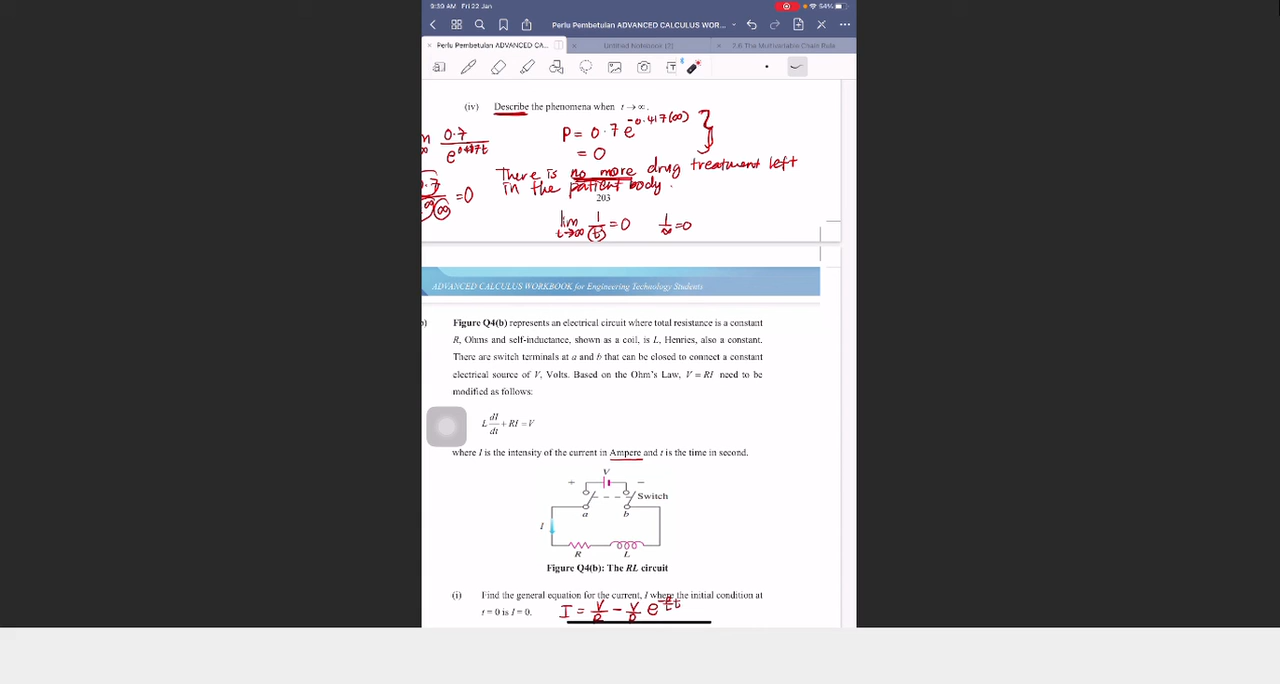 9:59 AM Fri 22 Jan
54%
Perlu Pembetulan ADVANCED CALCULUS WOR...
Perlu Pembetulan ADVANCED CA...
Untitled Notebook (2)
2.6 The Multivariable Chain Rule
(iv) Describe the phenomena when t → ∞.
P = 0.7 e^{-0.417(∞)}
= 0
0.7
=0
There is no more drug treatment left
in the patient body.
203
lim t→∞ 1/(t) = 0 1/∞ = 0
ADVANCED CALCULUS WORKBOOK for Engineering Technology Students
Figure Q4(b) represents an electrical circuit where total resistance is a constant
R, Ohms and self-inductance, shown as a coil, is L, Henries, also a constant.
There are switch terminals at a and b that can be closed to connect a constant
electrical source of V, Volts. Based on the Ohm's Law, V = RI need to be
modified as follows:
L dI/dt + RI = V
where I is the intensity of the current in Ampere and t is the time in second.
V
+ −
Switch
a b
I
R L
Figure Q4(b): The RL circuit
(i) Find the general equation for the current, I where the initial condition at
t = 0 is I = 0. I = V/R − V/R e^{-R/L t}